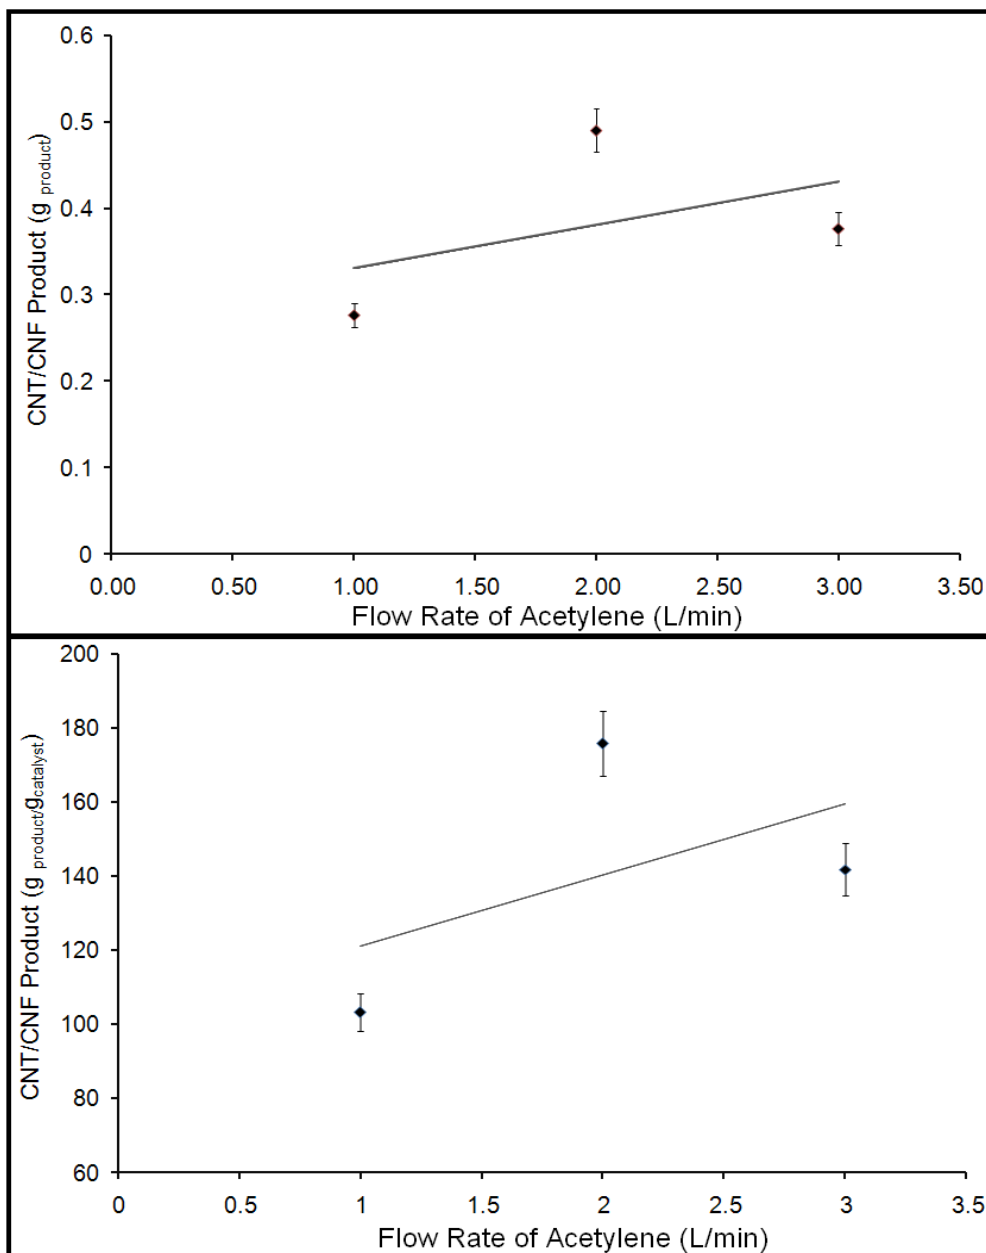 0.6
0.5
0.4
0.3
0.2
0.1
0
CNT/CNF Product (g product)
0.00 0.50 1.00 1.50 2.00 2.50 3.00 3.50
Flow Rate of Acetylene (L/min)
200
180
160
140
120
100
80
60
CNT/CNF Product (g product/gcatalyst)
0 0.5 1 1.5 2 2.5 3 3.5
Flow Rate of Acetylene (L/min)